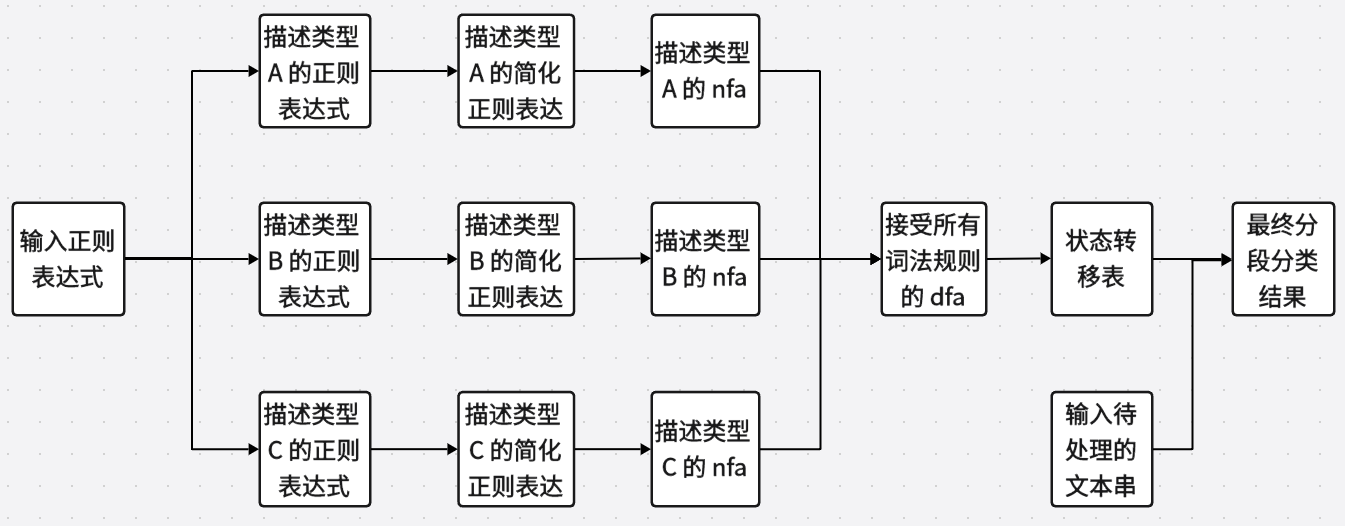 描述类型
A 的正则
表达式
描述类型
A 的简化
正则表达
描述类型
A 的 nfa
输入正则
表达式
描述类型
B 的正则
表达式
描述类型
B 的简化
正则表达
描述类型
B 的 nfa
接受所有
词法规则
的 dfa
状态转
移表
最终分
段分类
结果
描述类型
C 的正则
表达式
描述类型
C 的简化
正则表达
描述类型
C 的 nfa
输入待
处理的
文本串